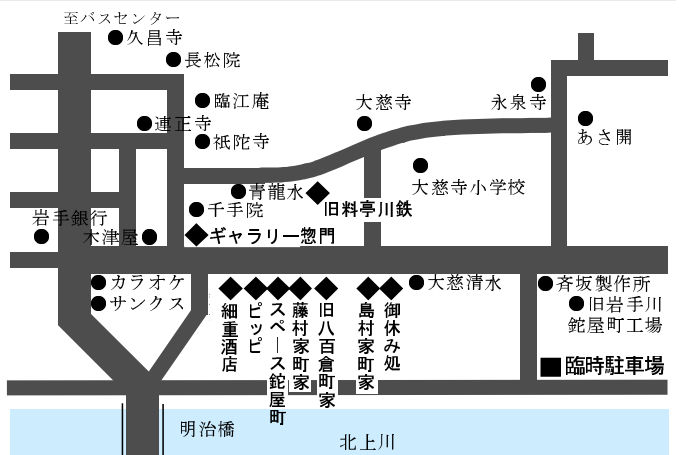 至バスセンター
久昌寺
長松院
臨江庵
大慈寺
永泉寺
連正寺
祇陀寺
あさ開
大慈寺小学校
青龍水
千手院
旧料亭川鉄
岩手銀行
木津屋
ギャラリー惣門
カラオケ
サンクス
大慈清水
斉坂製作所
旧岩手川
鉈屋町工場
細重酒店
ピッピ
スペース鉈屋町
藤村家町家
旧八百倉町家
島村家町家
御休み処
臨時駐車場
明治橋
北上川